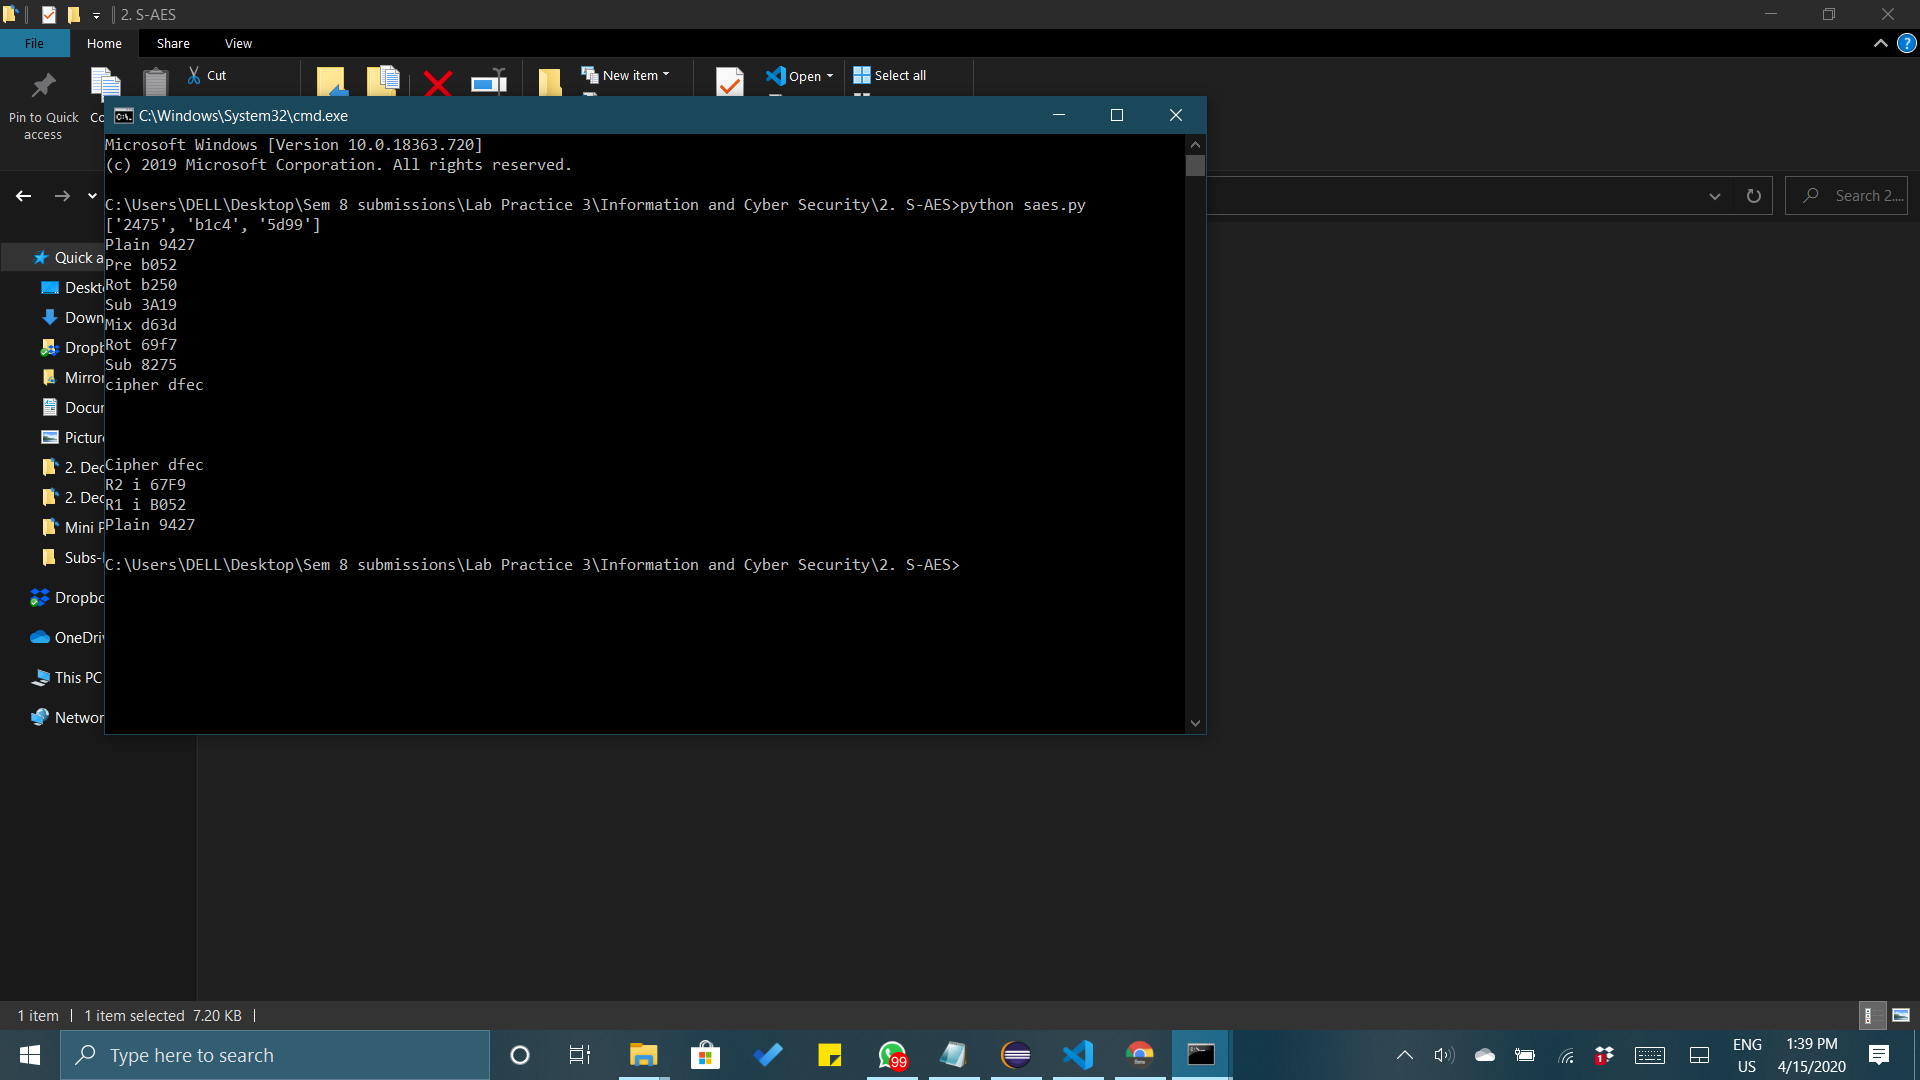 2. S-AES
File
Home
Share
View
Pin to Quick
access
Co
Cut
New item
Open
Select all
C:\Windows\System32\cmd.exe
Microsoft Windows [Version 10.0.18363.720]
(c) 2019 Microsoft Corporation. All rights reserved.
C:\Users\DELL\Desktop\Sem 8 submissions\Lab Practice 3\Information and Cyber Security\2. S-AES>python saes.py
['2475', 'b1c4', '5d99']
Plain 9427
Pre b052
Rot b250
Sub 3A19
Mix d63d
Rot 69f7
Sub 8275
cipher dfec
Cipher dfec
R2 i 67F9
R1 i B052
Plain 9427
C:\Users\DELL\Desktop\Sem 8 submissions\Lab Practice 3\Information and Cyber Security\2. S-AES>
Search 2....
Quick a
Deskt
Down
Dropb
Mirro
Docu
Pictur
2. Dec
2. Dec
Mini P
Subs-
Dropbo
OneDri
This PC
Networ
1 item
1 item selected 7.20 KB
Type here to search
99
1
ENG
US
1:39 PM
4/15/2020